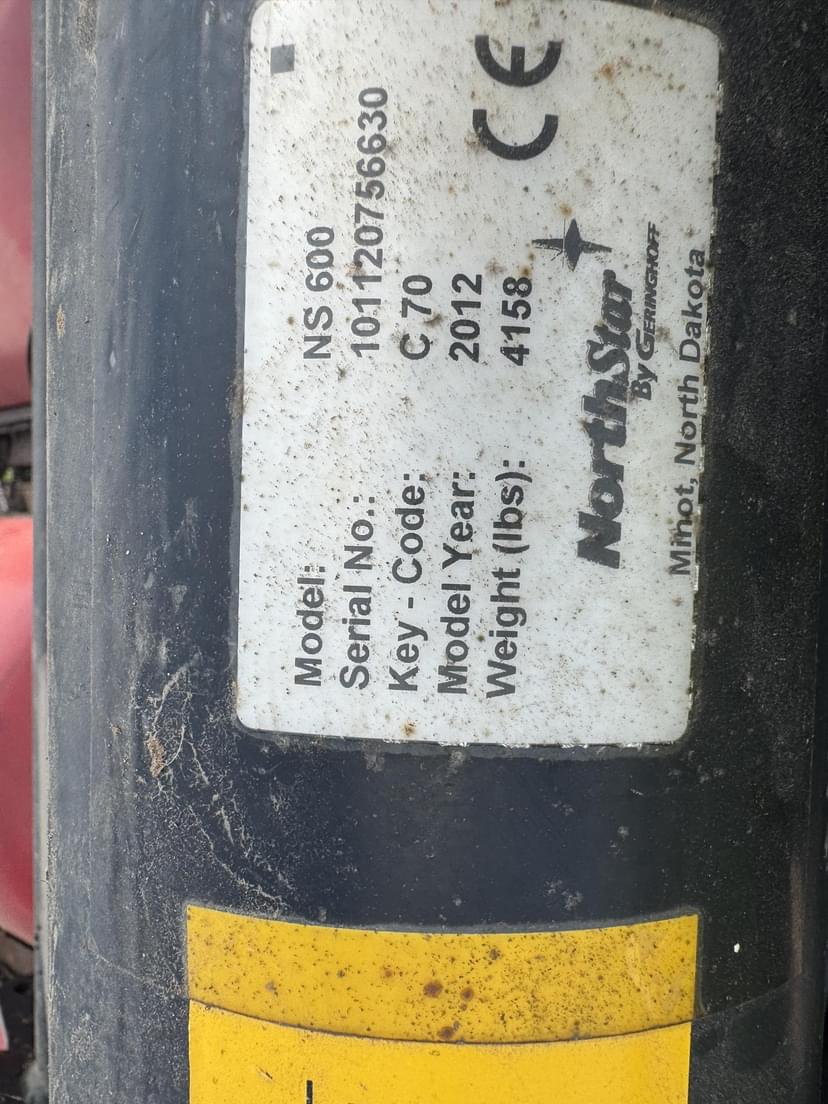 Model: NS 600
Serial No.: 101120756630
Key - Code: C 70
Model Year: 2012
Weight (lbs): 4158
NorthStar
By GERINGHOFF
Minot, North Dakota
CE